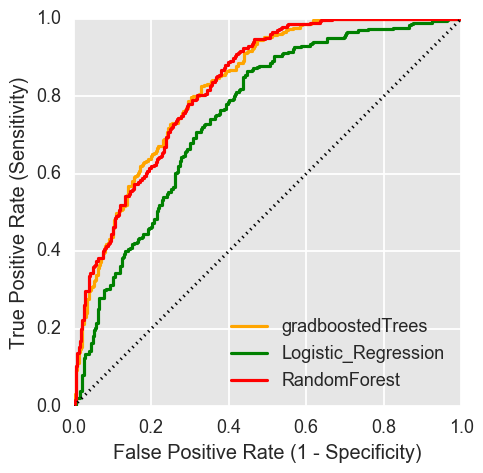 1.0
0.8
0.6
0.4
0.2
0.0
True Positive Rate (Sensitivity)
gradboostedTrees
Logistic_Regression
RandomForest
0.0 0.2 0.4 0.6 0.8 1.0
False Positive Rate (1 - Specificity)